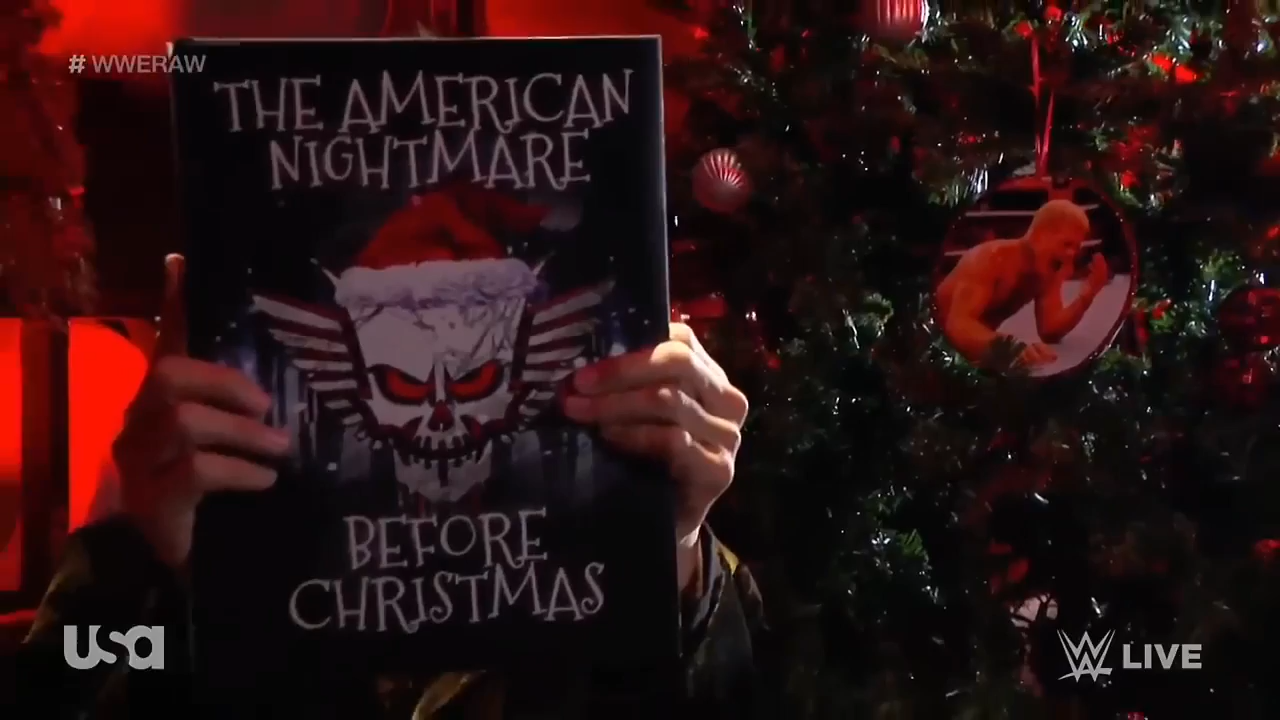 # WWERAW
THE AMERICAN
NIGHTMARE
BEFORE
CHRISTMAS
usa
W LIVE